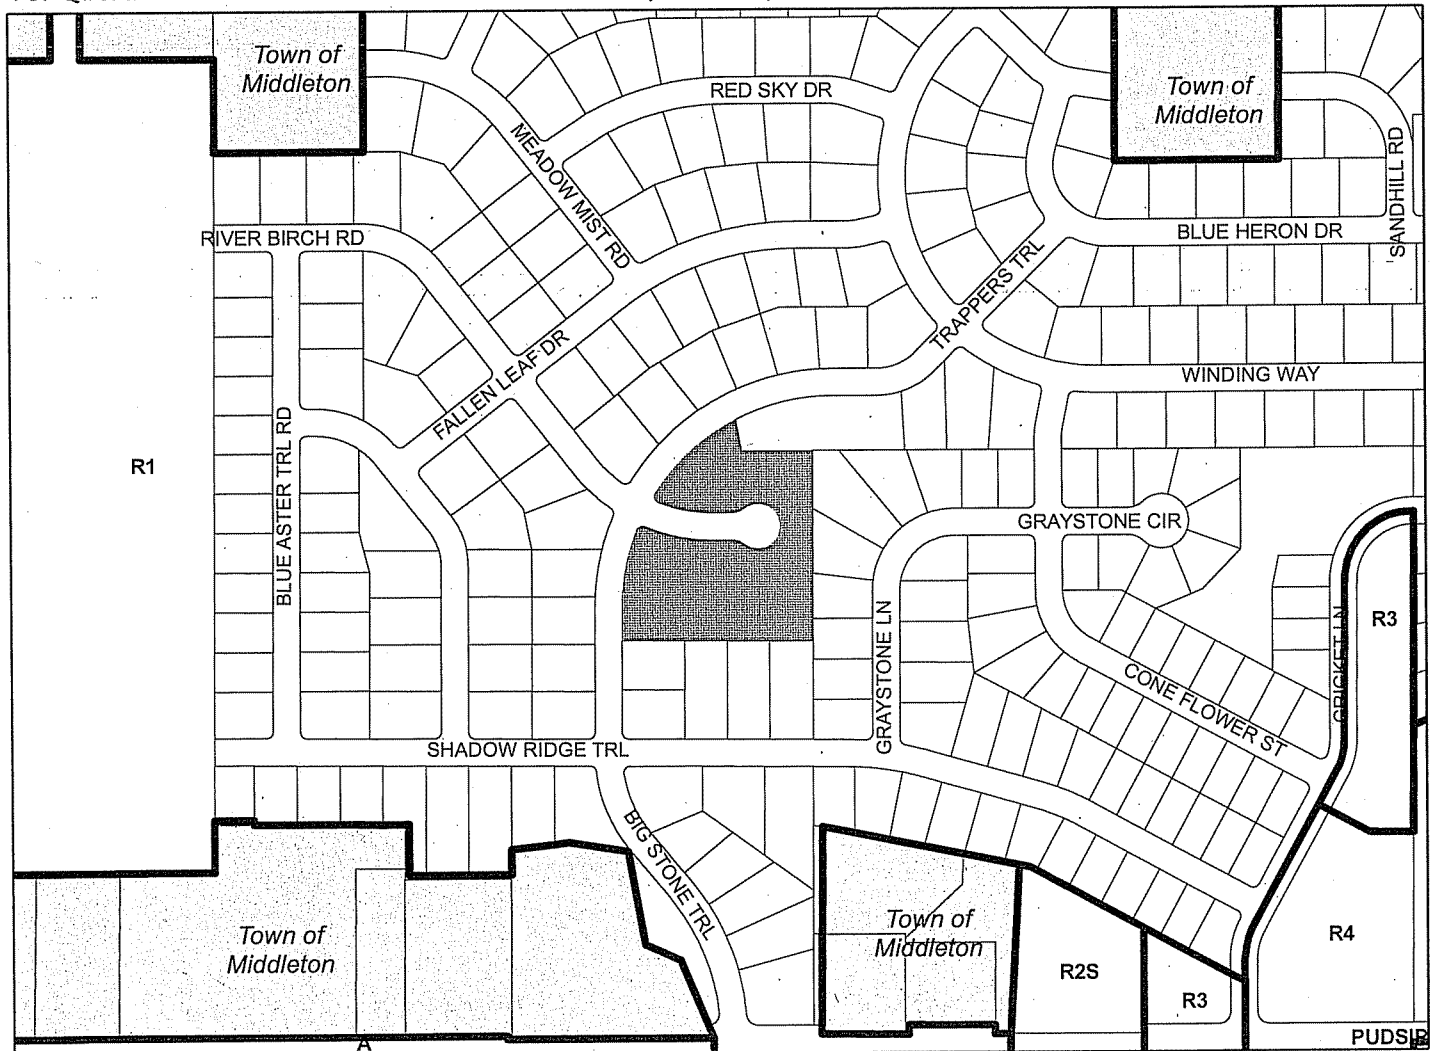 Town of
Middleton
Town of
Middleton
RED SKY DR
MEADOW MIST RD
SANDHILL RD
RIVER BIRCH RD
BLUE HERON DR
TRAPPERS TRL
FALLEN LEAF DR
WINDING WAY
BLUE ASTER TRL RD
R1
GRAYSTONE CIR
GRAYSTONE LN
CRICKET LN
R3
CONE FLOWER ST
SHADOW RIDGE TRL
BIG STONE TRL
Town of
Middleton
Town of
Middleton
R4
R2S
R3
A